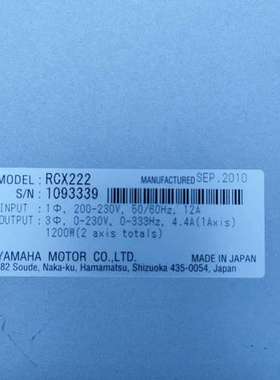 MODEL: RCX222 MANUFACTURED SEP.2010
S/N: 1093339
INPUT : 1Φ, 200-230V, 50/60Hz, 12A
OUTPUT: 3Φ, 0-230V, 0-333Hz, 4.4A(1Axis)
1200W(2 axis totals)
YAMAHA MOTOR CO.,LTD. MADE IN JAPAN
82 Soude, Naka-ku, Hamamatsu, Shizuoka 435-0054, Japan